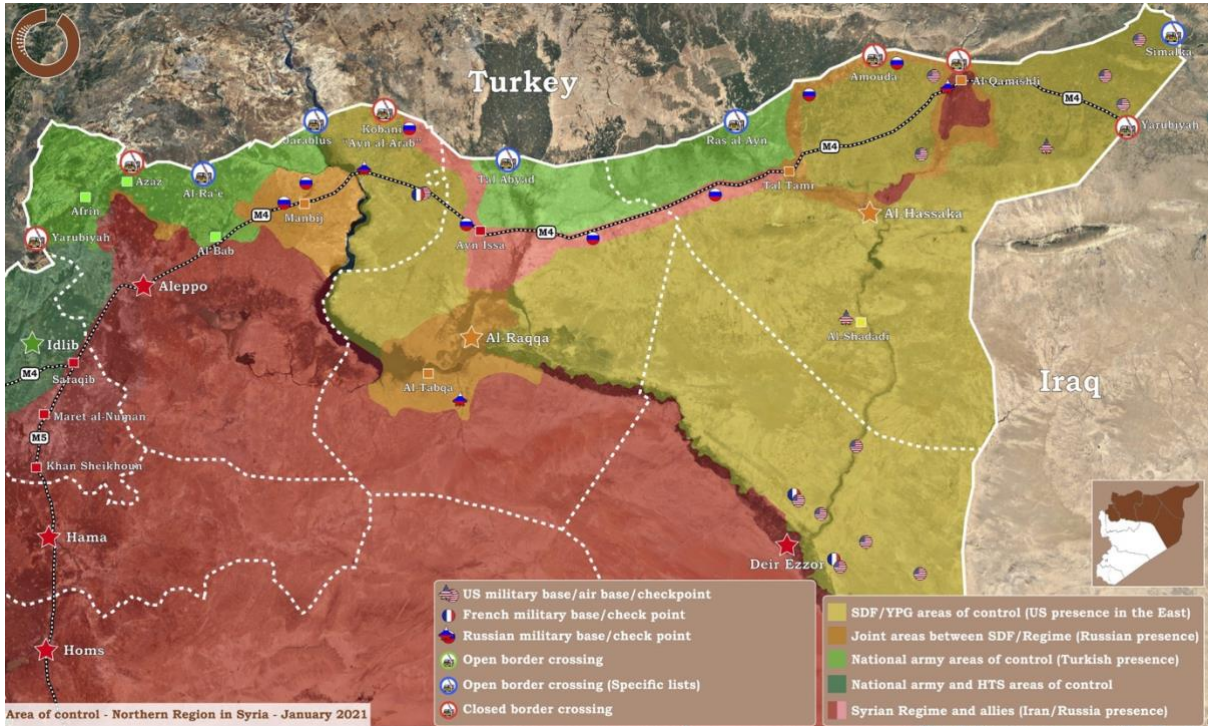 Turkey
Simalka
Amouda
Al-Qamishli
M4
Yarubiyah
Jarablus
Kobani
"Ayn al-Arab"
Ras al-Ayn
Azaz
Al-Ra'e
Tal Abyad
M4
Tal Tamr
Afrin
M4
Manbij
Al-Hassaka
Yarubiyah
Al-Bab
Ayn Issa
M4
Aleppo
Idlib
Al-Raqqa
Al-Shadadi
M4
Saraqib
Al-Tabqa
Iraq
Maret al-Numan
M5
Khan Sheikhoun
Hama
Deir Ezzor
Homs
US military base/air base/checkpoint
French military base/check point
Russian military base/check point
Open border crossing
Open border crossing (Specific lists)
Closed border crossing
SDF/YPG areas of control (US presence in the East)
Joint areas between SDF/Regime (Russian presence)
National army areas of control (Turkish presence)
National army and HTS areas of control
Syrian Regime and allies (Iran/Russia presence)
Area of control - Northern Region in Syria - January 2021